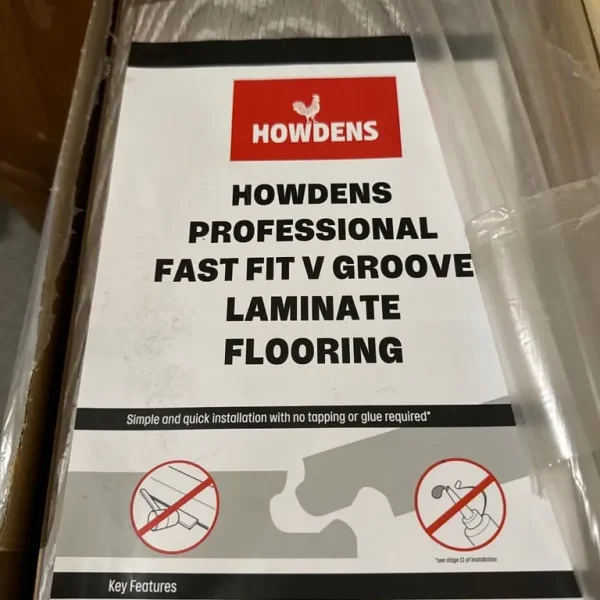 HOWDENS
HOWDENS
PROFESSIONAL
FAST FIT V GROOVE
LAMINATE
FLOORING
Simple and quick installation with no tapping or glue required*
*see stage 11 of installation
Key Features